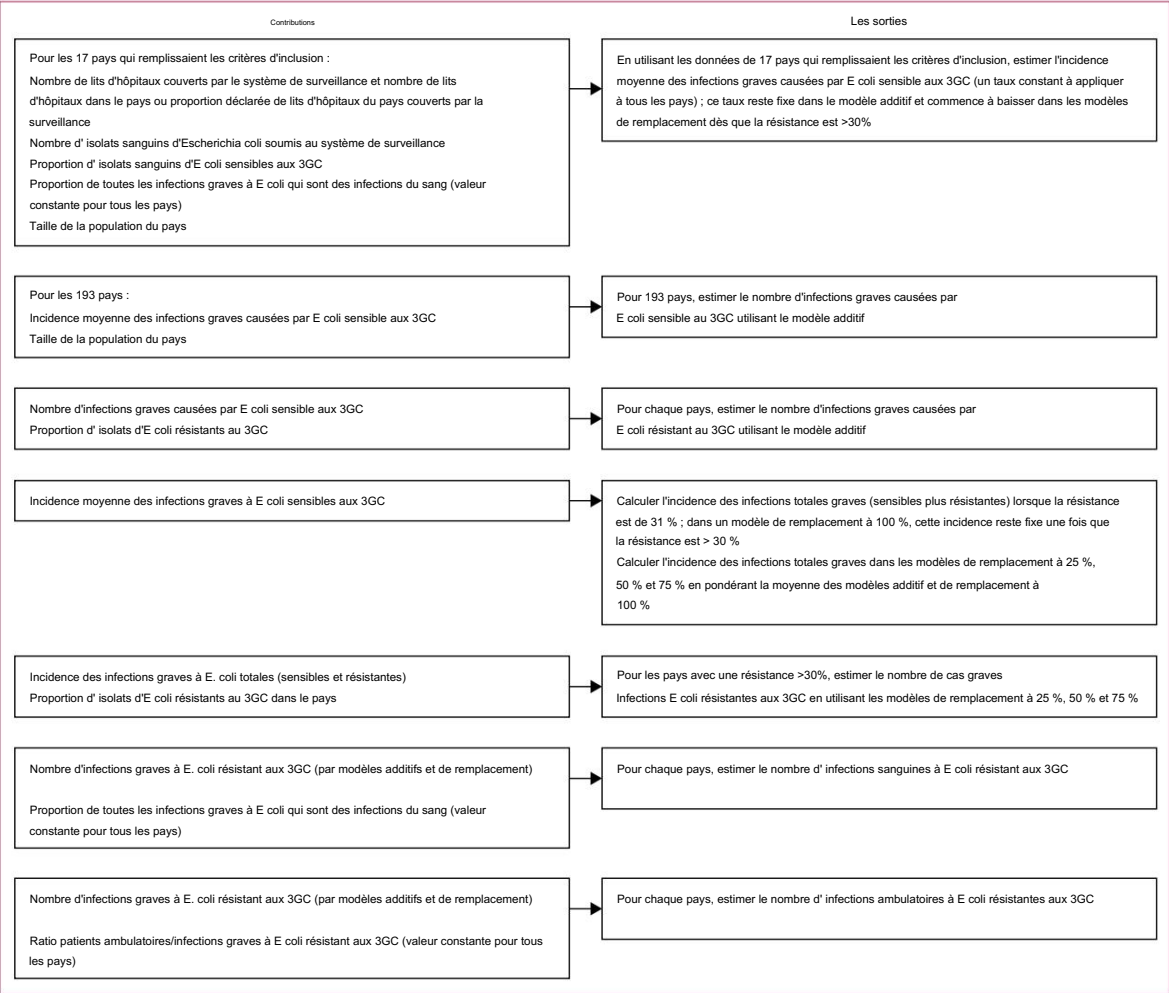 Contributions
Les sorties
Pour les 17 pays qui remplissaient les critères d'inclusion :
Nombre de lits d'hôpitaux couverts par le système de surveillance et nombre de lits
d'hôpitaux dans le pays ou proportion déclarée de lits d'hôpitaux du pays couverts par la
surveillance
Nombre d' isolats sanguins d'Escherichia coli soumis au système de surveillance
Proportion d' isolats sanguins d'E coli sensibles aux 3GC
Proportion de toutes les infections graves à E coli qui sont des infections du sang (valeur
constante pour tous les pays)
Taille de la population du pays
En utilisant les données de 17 pays qui remplissaient les critères d'inclusion, estimer l'incidence
moyenne des infections graves causées par E coli sensible aux 3GC (un taux constant à appliquer
à tous les pays) ; ce taux reste fixe dans le modèle additif et commence à baisser dans les modèles
de remplacement dès que la résistance est >30%
Pour les 193 pays :
Incidence moyenne des infections graves causées par E coli sensible aux 3GC
Taille de la population du pays
Pour 193 pays, estimer le nombre d'infections graves causées par
E coli sensible au 3GC utilisant le modèle additif
Nombre d'infections graves causées par E coli sensible aux 3GC
Proportion d' isolats d'E coli résistants au 3GC
Pour chaque pays, estimer le nombre d'infections graves causées par
E coli résistant au 3GC utilisant le modèle additif
Incidence moyenne des infections graves à E coli sensibles aux 3GC
Calculer l'incidence des infections totales graves (sensibles plus résistantes) lorsque la résistance
est de 31 % ; dans un modèle de remplacement à 100 %, cette incidence reste fixe une fois que
la résistance est > 30 %
Calculer l'incidence des infections totales graves dans les modèles de remplacement à 25 %,
50 % et 75 % en pondérant la moyenne des modèles additif et de remplacement à
100 %
Incidence des infections graves à E. coli totales (sensibles et résistantes)
Proportion d' isolats d'E coli résistants au 3GC dans le pays
Pour les pays avec une résistance >30%, estimer le nombre de cas graves
Infections E coli résistantes aux 3GC en utilisant les modèles de remplacement à 25 %, 50 % et 75 %
Nombre d'infections graves à E. coli résistant aux 3GC (par modèles additifs et de remplacement)
Proportion de toutes les infections graves à E coli qui sont des infections du sang (valeur
constante pour tous les pays)
Pour chaque pays, estimer le nombre d' infections sanguines à E coli résistant aux 3GC
Nombre d'infections graves à E. coli résistant aux 3GC (par modèles additifs et de remplacement)
Ratio patients ambulatoires/infections graves à E coli résistant aux 3GC (valeur constante pour tous
les pays)
Pour chaque pays, estimer le nombre d' infections ambulatoires à E coli résistantes aux 3GC